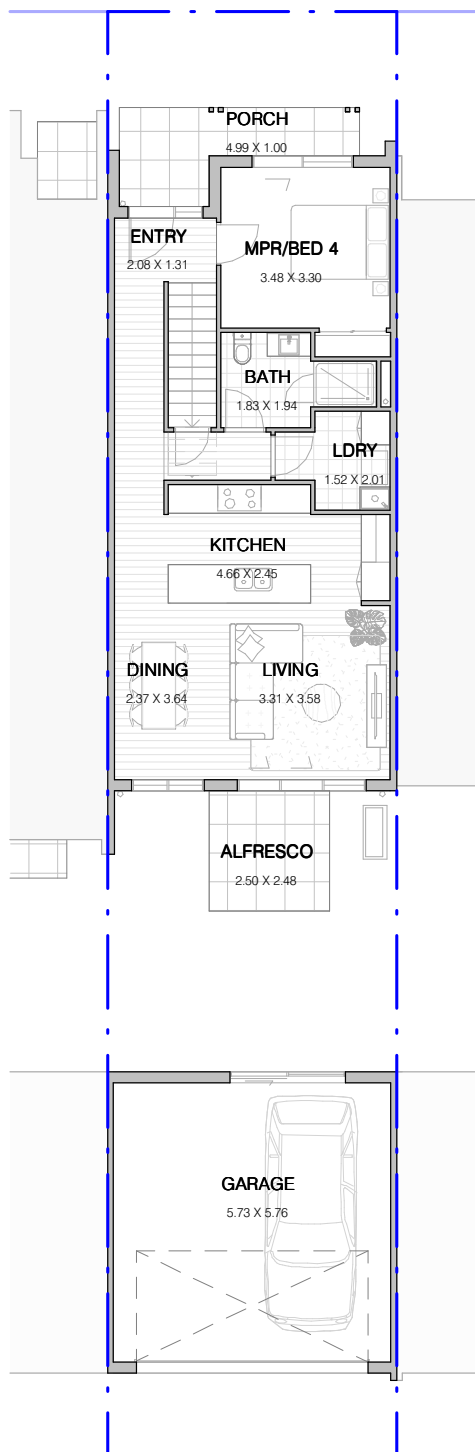 PORCH
4.99 X 1.00
ENTRY
2.08 X 1.31
MPR/BED 4
3.48 X 3.30
BATH
1.83 X 1.94
LDRY
1.52 X 2.01
KITCHEN
4.66 X 2.45
DINING
2.37 X 3.64
LIVING
3.31 X 3.58
ALFRESCO
2.50 X 2.48
GARAGE
5.73 X 5.76